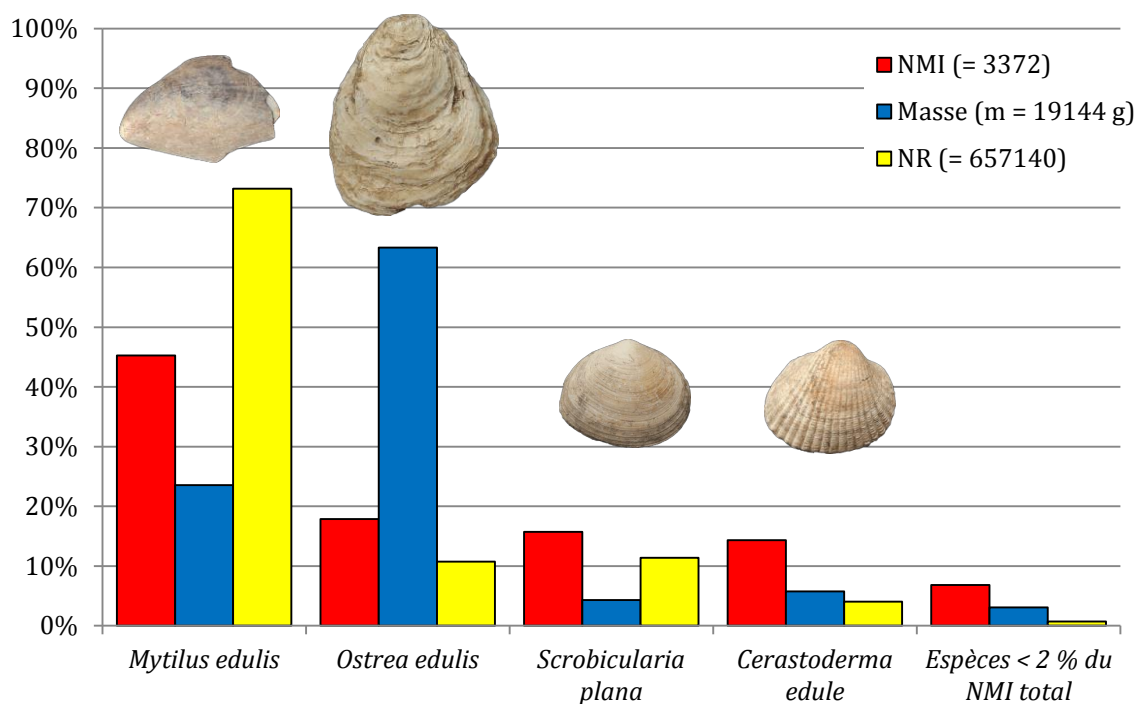 100%
90%
80%
70%
60%
50%
40%
30%
20%
10%
0%
NMI (= 3372)
Masse (m = 19144 g)
NR (= 657140)
Mytilus edulis
Ostrea edulis
Scrobicularia
plana
Cerastoderma
edule
Espèces < 2 % du
NMI total